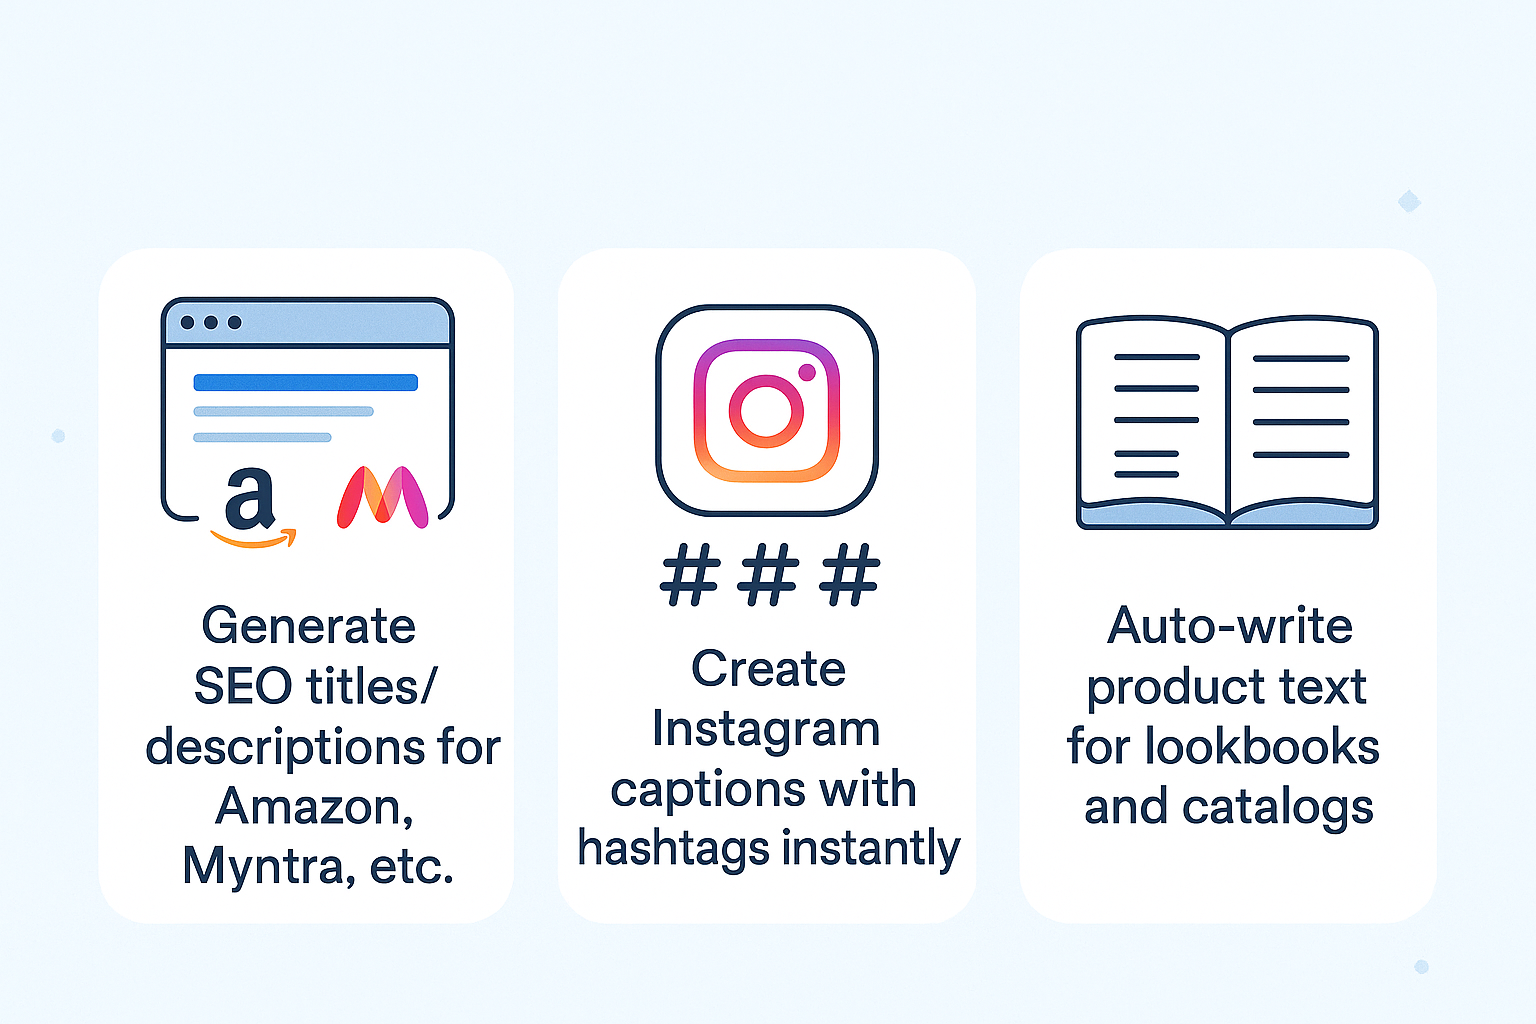 a
# # #
Generate
SEO titles/
descriptions for
Amazon,
Myntra, etc.
Create
Instagram
captions with
hashtags instantly
Auto-write
product text
for lookbooks
and catalogs